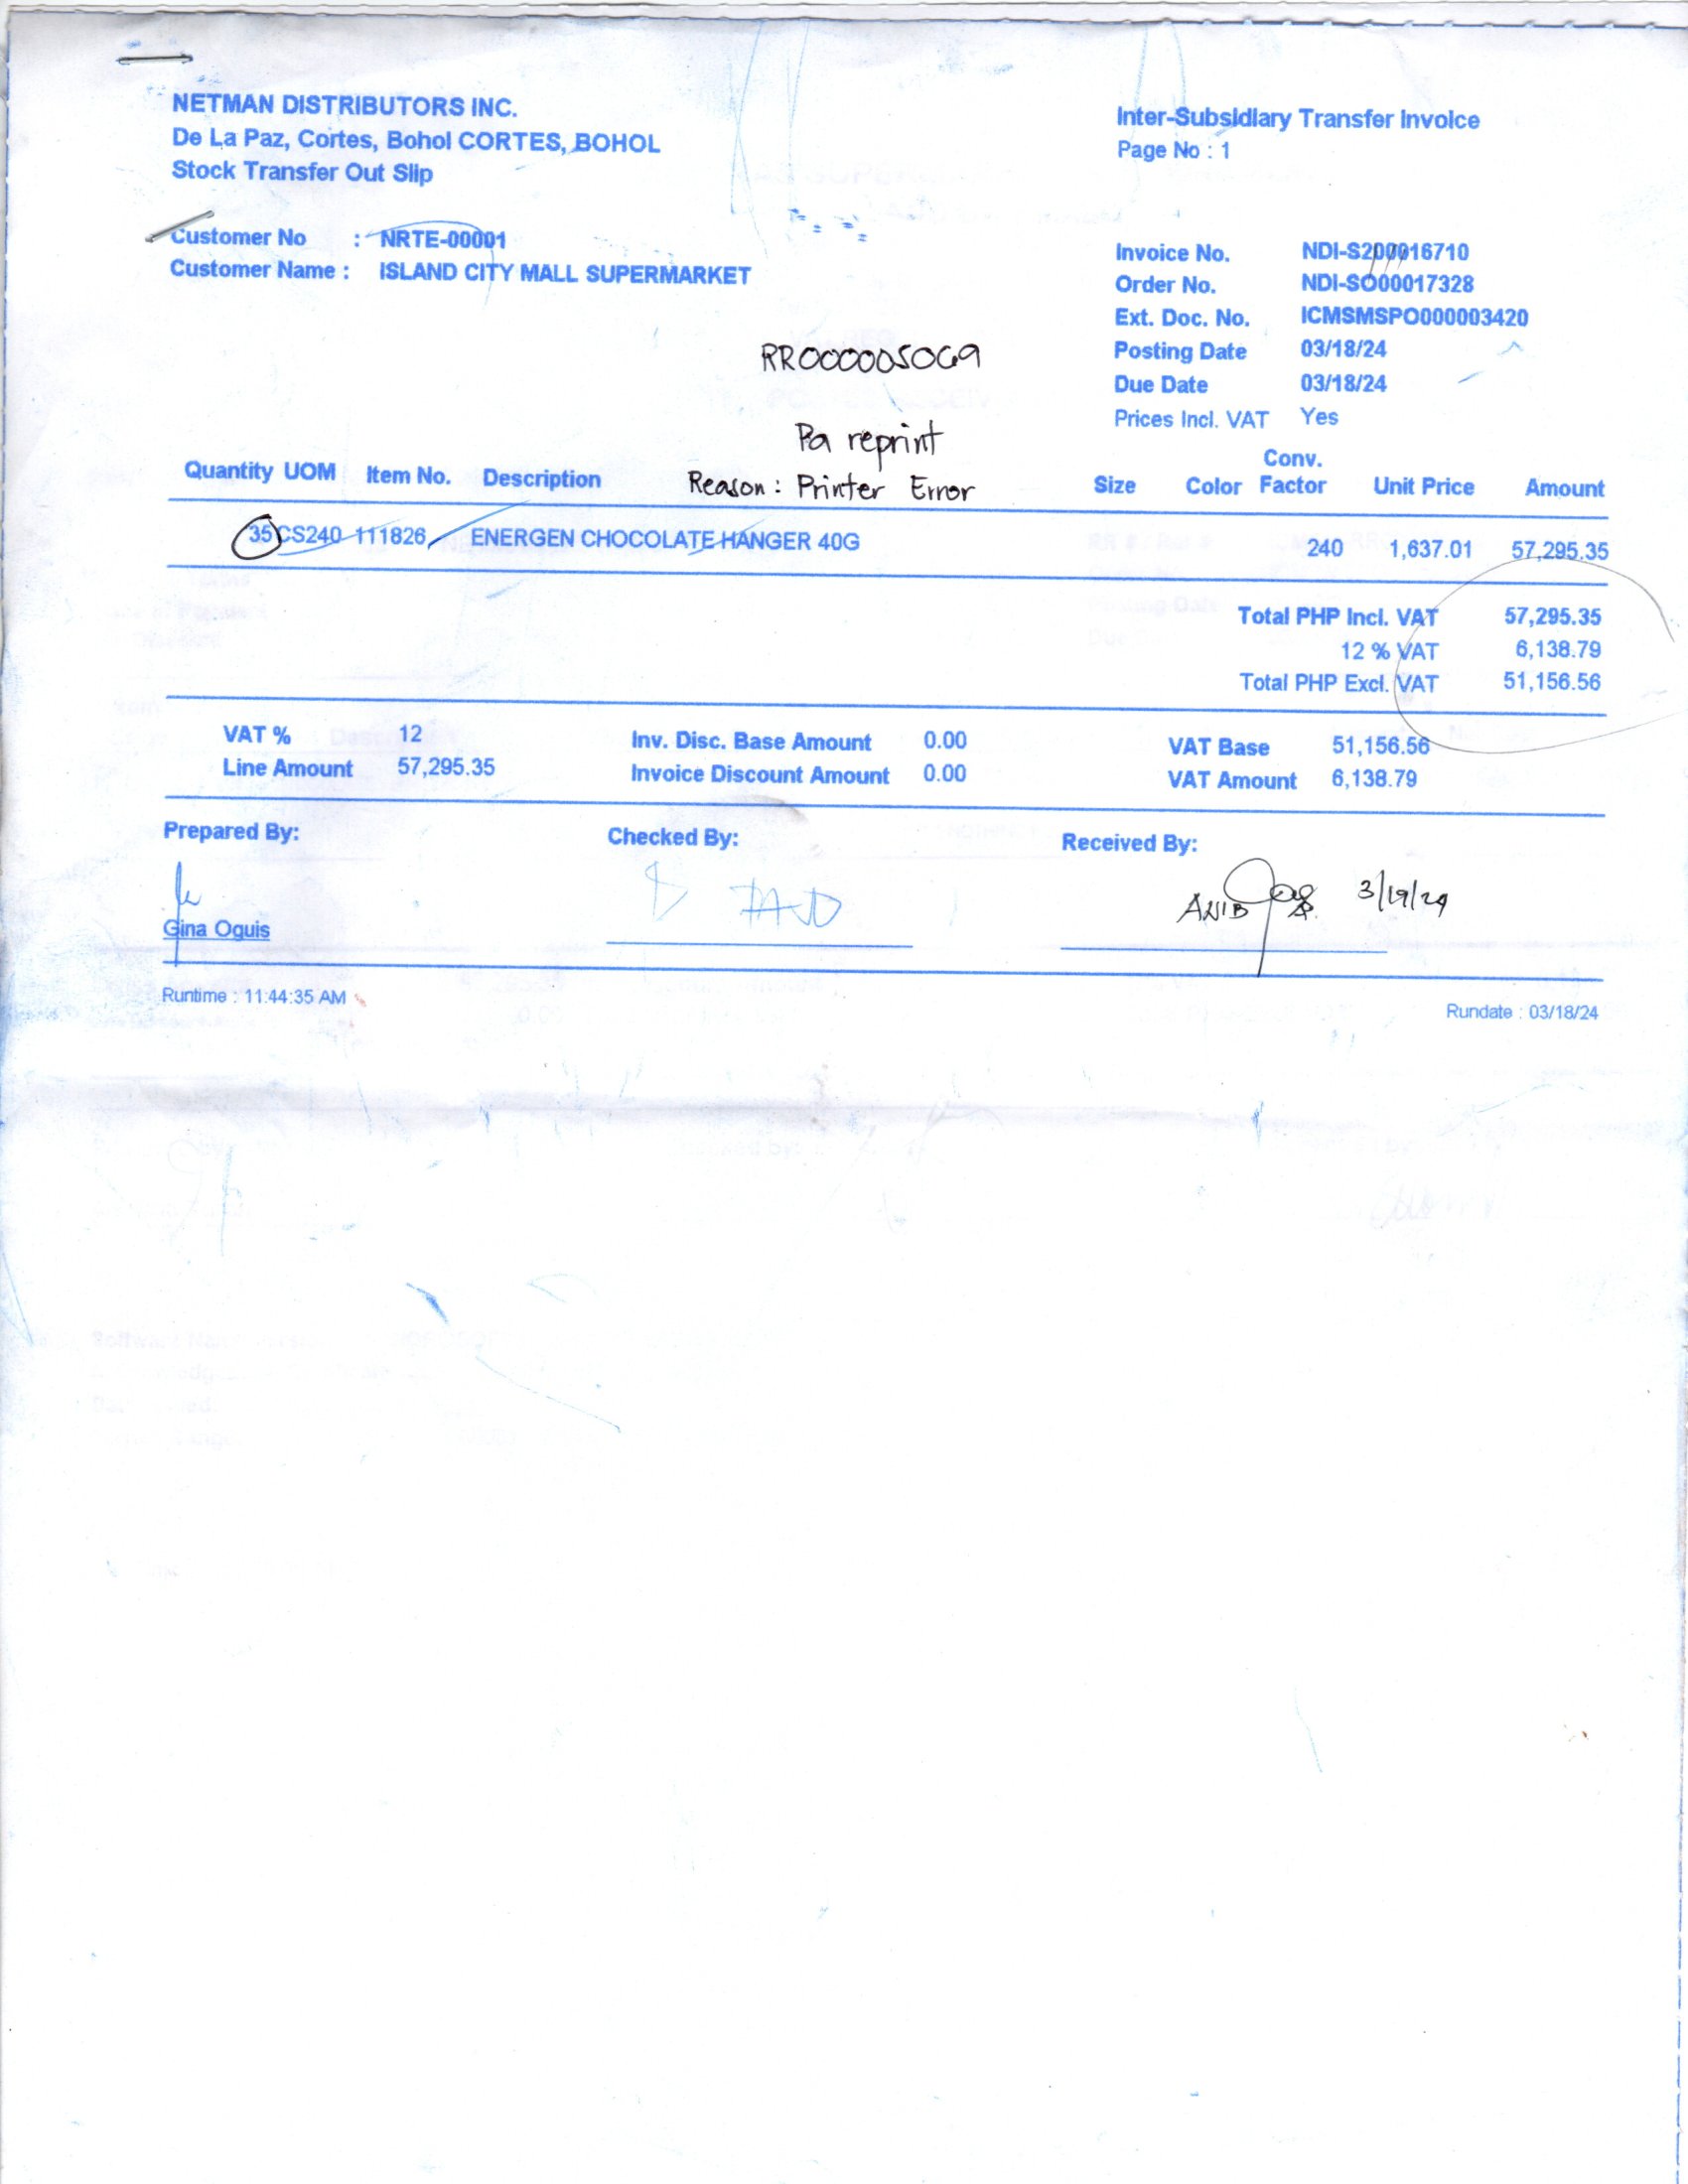 NETMAN DISTRIBUTORS INC.
De La Paz, Cortes, Bohol CORTES, BOHOL
Stock Transfer Out Slip
Inter-Subsidiary Transfer Invoice
Page No : 1
Customer No : NRTE-00001
Customer Name : ISLAND CITY MALL SUPERMARKET
Invoice No. NDI-S200016710
Order No. NDI-SO00017328
Ext. Doc. No. ICMSMSPO000003420
Posting Date 03/18/24
Due Date 03/18/24
Prices Incl. VAT Yes
RR000005069
Pa reprint
Reason : Printer Error
Quantity UOM Item No. Description Size Color Conv. Factor Unit Price Amount
35 CS240 111826 ENERGEN CHOCOLATE HANGER 40G 240 1,637.01 57,295.35
Total PHP Incl. VAT 57,295.35
12 % VAT 6,138.79
Total PHP Excl. VAT 51,156.56
VAT % 12 Inv. Disc. Base Amount 0.00 VAT Base 51,156.56
Line Amount 57,295.35 Invoice Discount Amount 0.00 VAT Amount 6,138.79
Prepared By: Checked By: Received By:
Gina Oguis
3/19/24
Runtime : 11:44:35 AM Rundate : 03/18/24